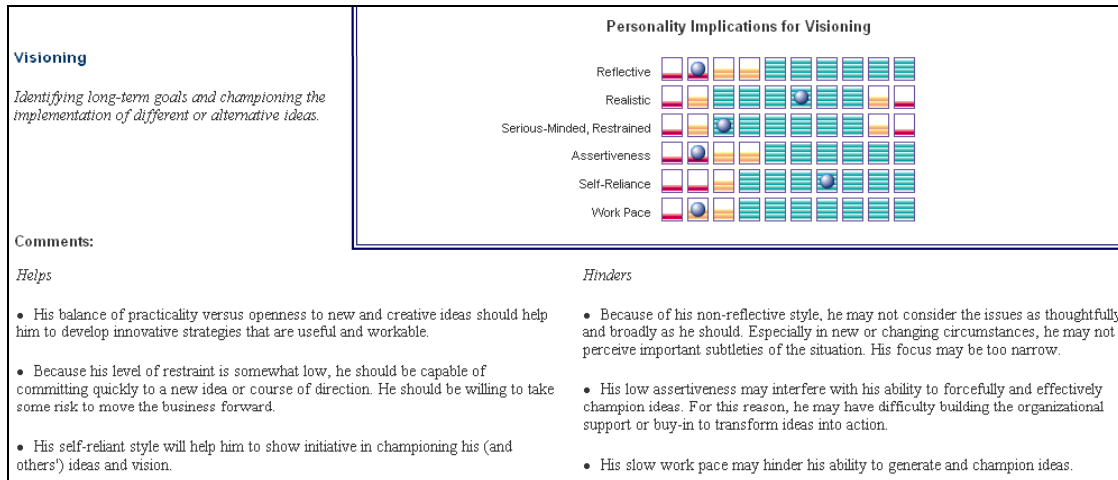 Personality Implications for Visioning
Visioning
Identifying long-term goals and championing the
implementation of different or alternative ideas.
Reflective
Realistic
Serious-Minded, Restrained
Assertiveness
Self-Reliance
Work Pace
Comments:
Helps
• His balance of practicality versus openness to new and creative ideas should help
him to develop innovative strategies that are useful and workable.
• Because his level of restraint is somewhat low, he should be capable of
committing quickly to a new idea or course of direction. He should be willing to take
some risk to move the business forward.
• His self-reliant style will help him to show initiative in championing his (and
others') ideas and vision.
Hinders
• Because of his non-reflective style, he may not consider the issues as thoughtfully
and broadly as he should. Especially in new or changing circumstances, he may not
perceive important subtleties of the situation. His focus may be too narrow.
• His low assertiveness may interfere with his ability to forcefully and effectively
champion ideas. For this reason, he may have difficulty building the organizational
support or buy-in to transform ideas into action.
• His slow work pace may hinder his ability to generate and champion ideas.